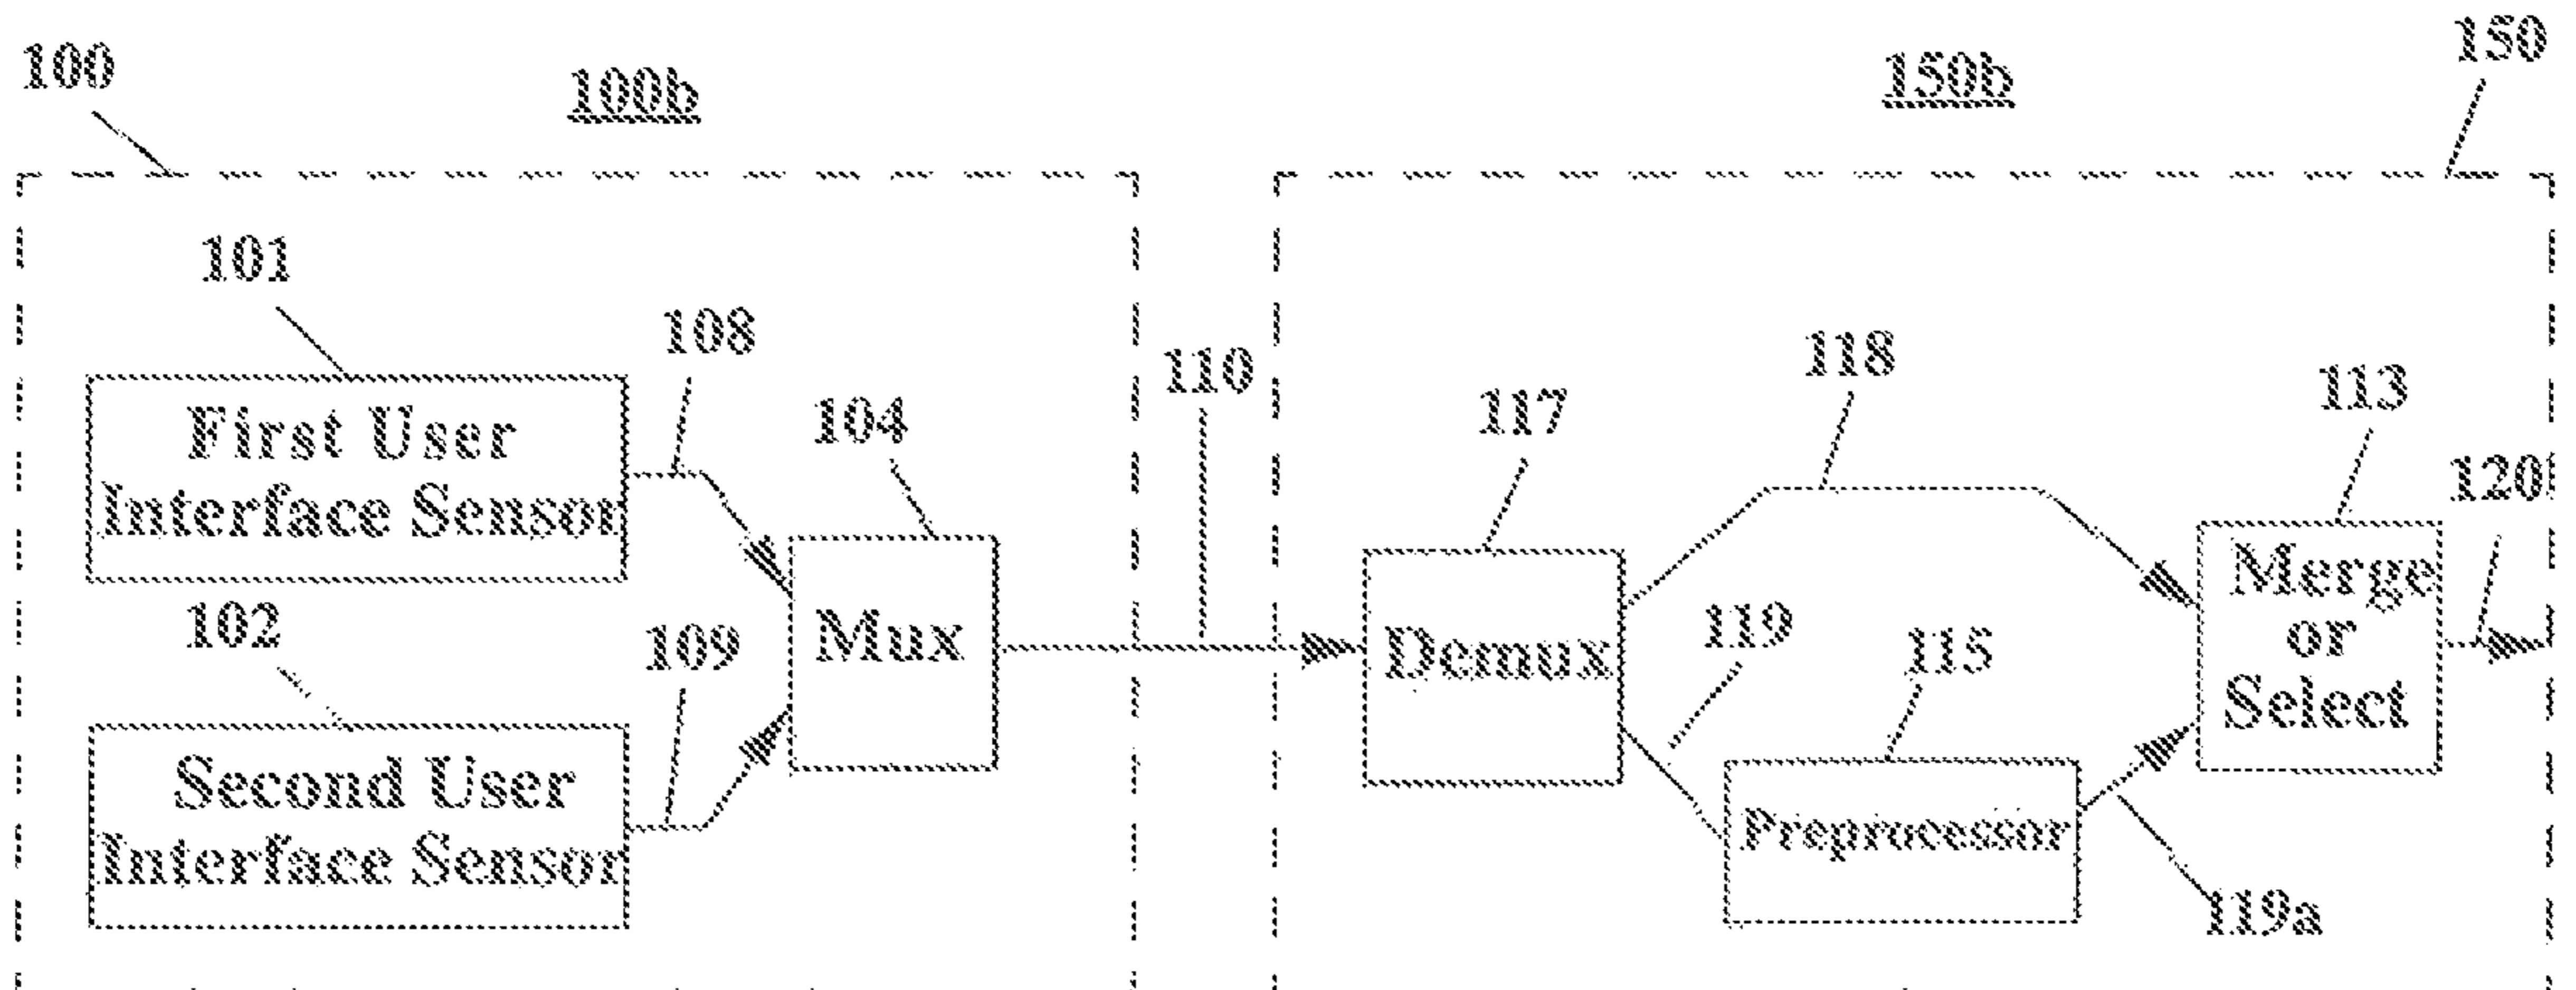 100
100b
150b
150
101
108
104
110
117
118
113
120
First User
Interface Sensor
102
109
Mux
Demux
119
115
Merge
or
Select
Second User
Interface Sensor
Preprocessor
119a